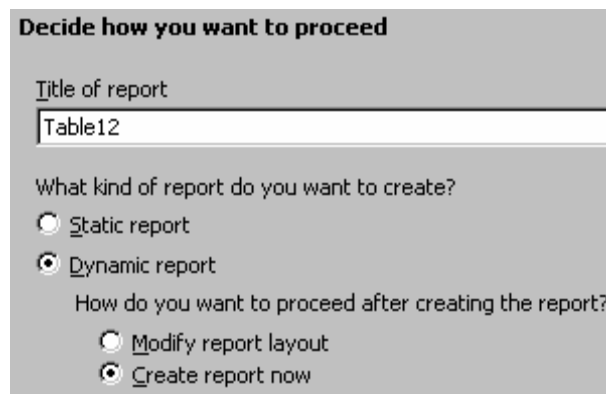 Decide how you want to proceed
Title of report
Table12
What kind of report do you want to create?
Static report
Dynamic report
How do you want to proceed after creating the report?
Modify report layout
Create report now